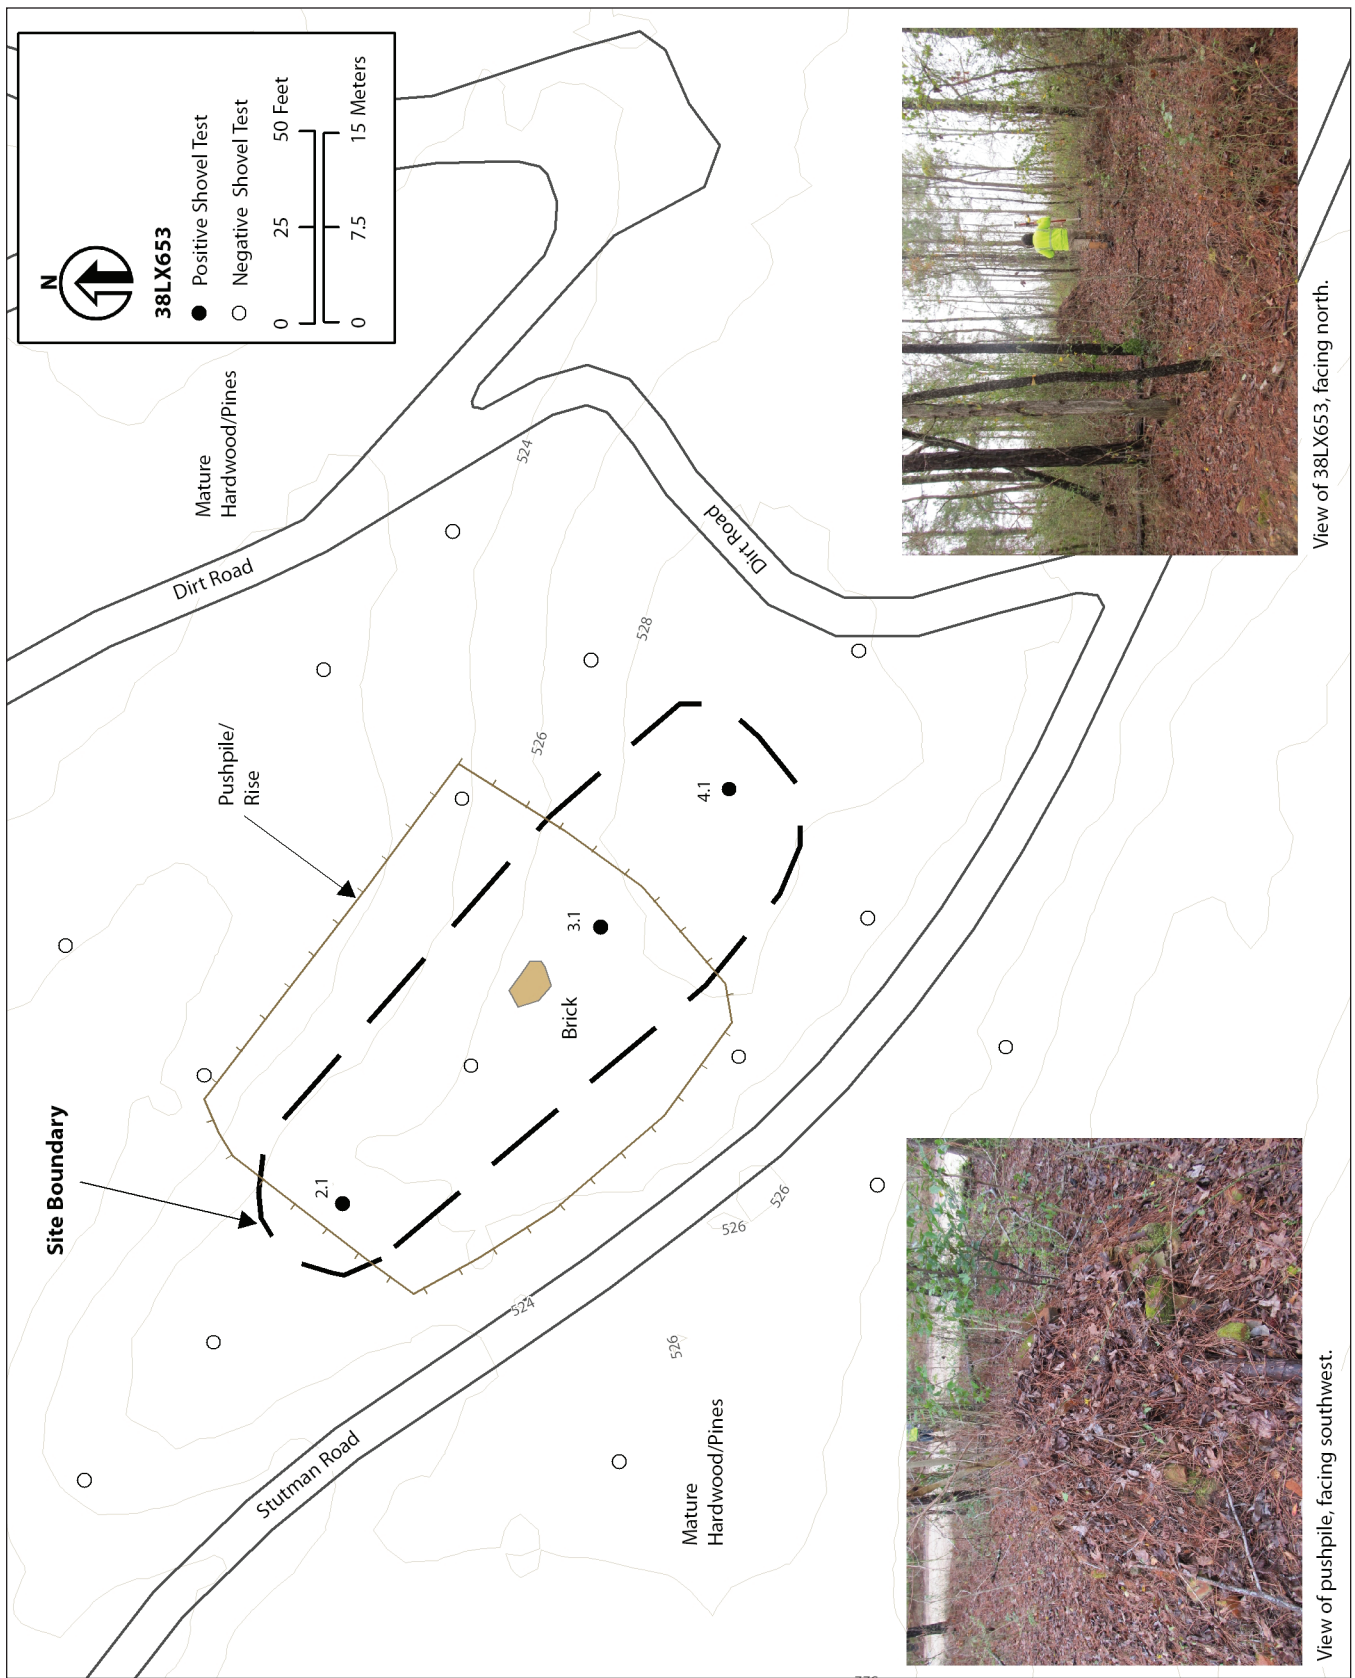 N
38LX653
Positive Shovel Test
Negative Shovel Test
0 25 50 Feet
0 7.5 15 Meters
Mature
Hardwood/Pines
Dirt Road
524
Dirt Road
Pushpile/
Rise
526
528
Site Boundary
2.1
3.1
4.1
Brick
Stutman Road
524
526
526
526
Mature
Hardwood/Pines
View of pushpile, facing southwest.
View of 38LX653, facing north.